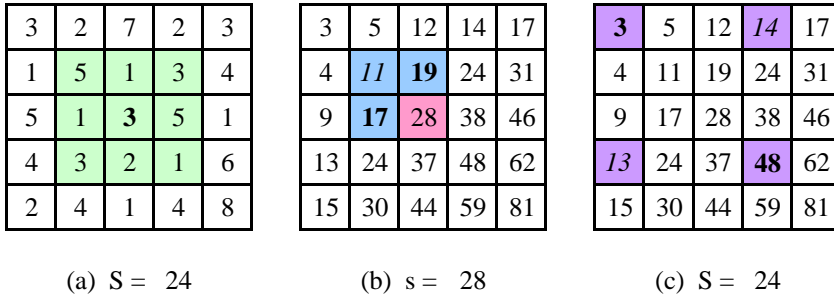 3 2 7 2 3
1 5 1 3 4
5 1 3 5 1
4 3 2 1 6
2 4 1 4 8
(a) S = 24
3 5 12 14 17
4 11 19 24 31
9 17 28 38 46
13 24 37 48 62
15 30 44 59 81
(b) s = 28
3 5 12 14 17
4 11 19 24 31
9 17 28 38 46
13 24 37 48 62
15 30 44 59 81
(c) S = 24